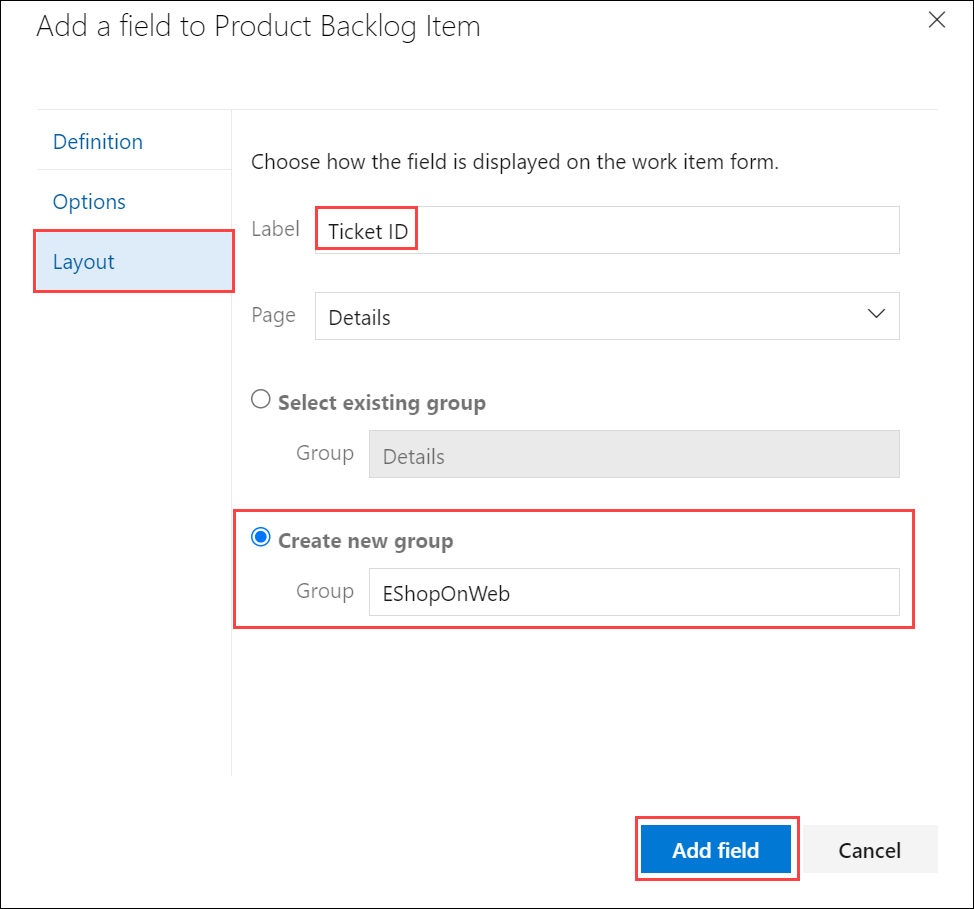 Add a field to Product Backlog Item
Definition
Options
Layout
Choose how the field is displayed on the work item form.
Label Ticket ID
Page Details
Select existing group
Group Details
Create new group
Group EShopOnWeb
Add field Cancel